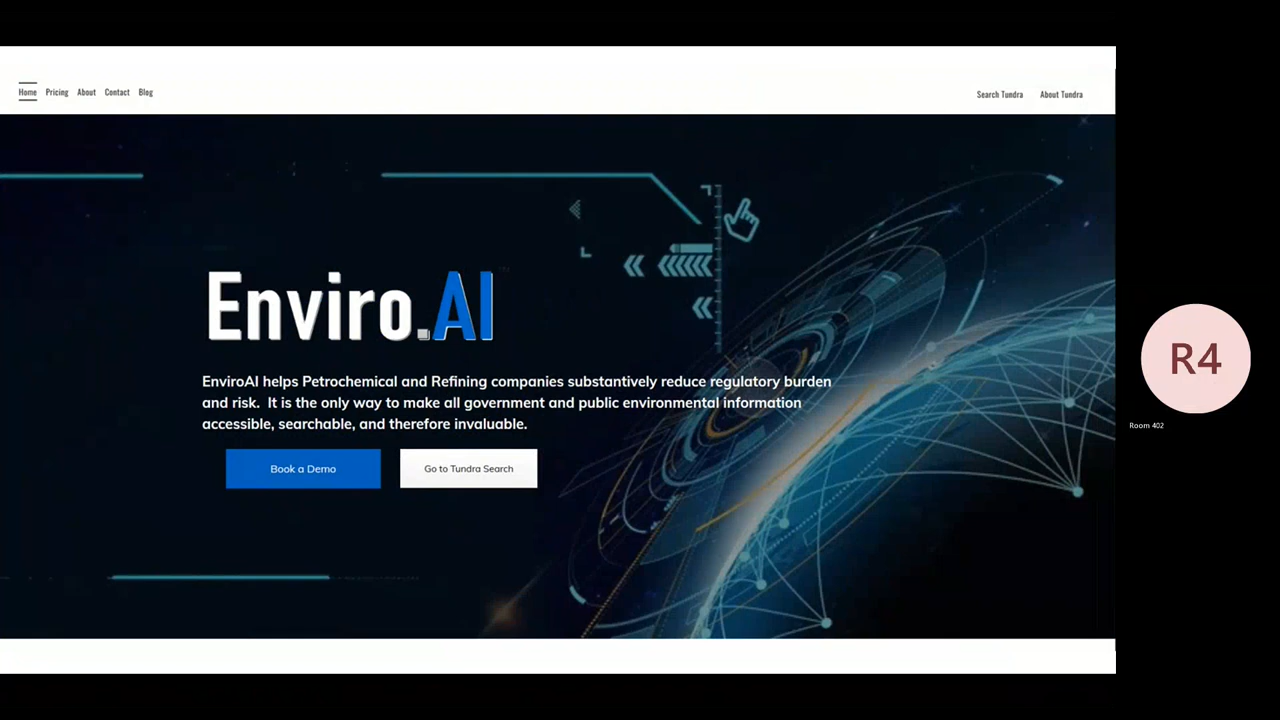 Home Pricing About Contact Blog
Search Tundra About Tundra
Enviro.AI
EnviroAI helps Petrochemical and Refining companies substantively reduce regulatory burden
and risk. It is the only way to make all government and public environmental information
accessible, searchable, and therefore invaluable.
Book a Demo
Go to Tundra Search
R4
Room 402